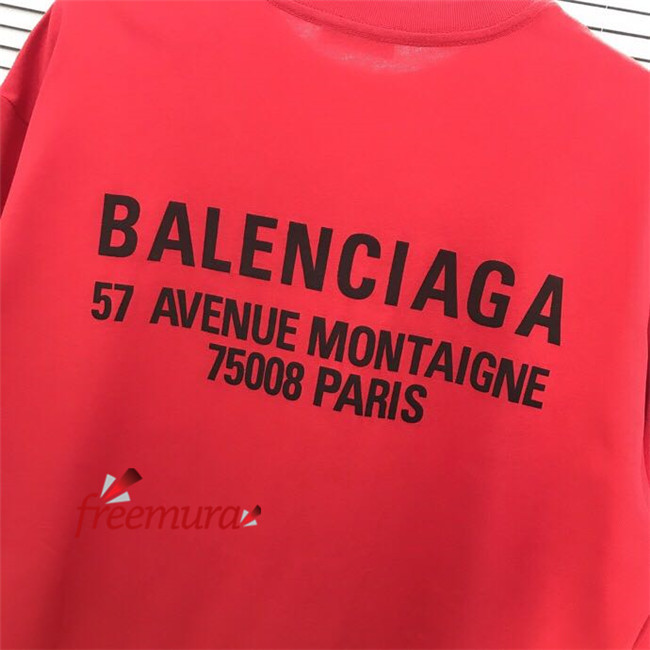 BALENCIAGA
57 AVENUE MONTAIGNE
75008 PARIS
freemura